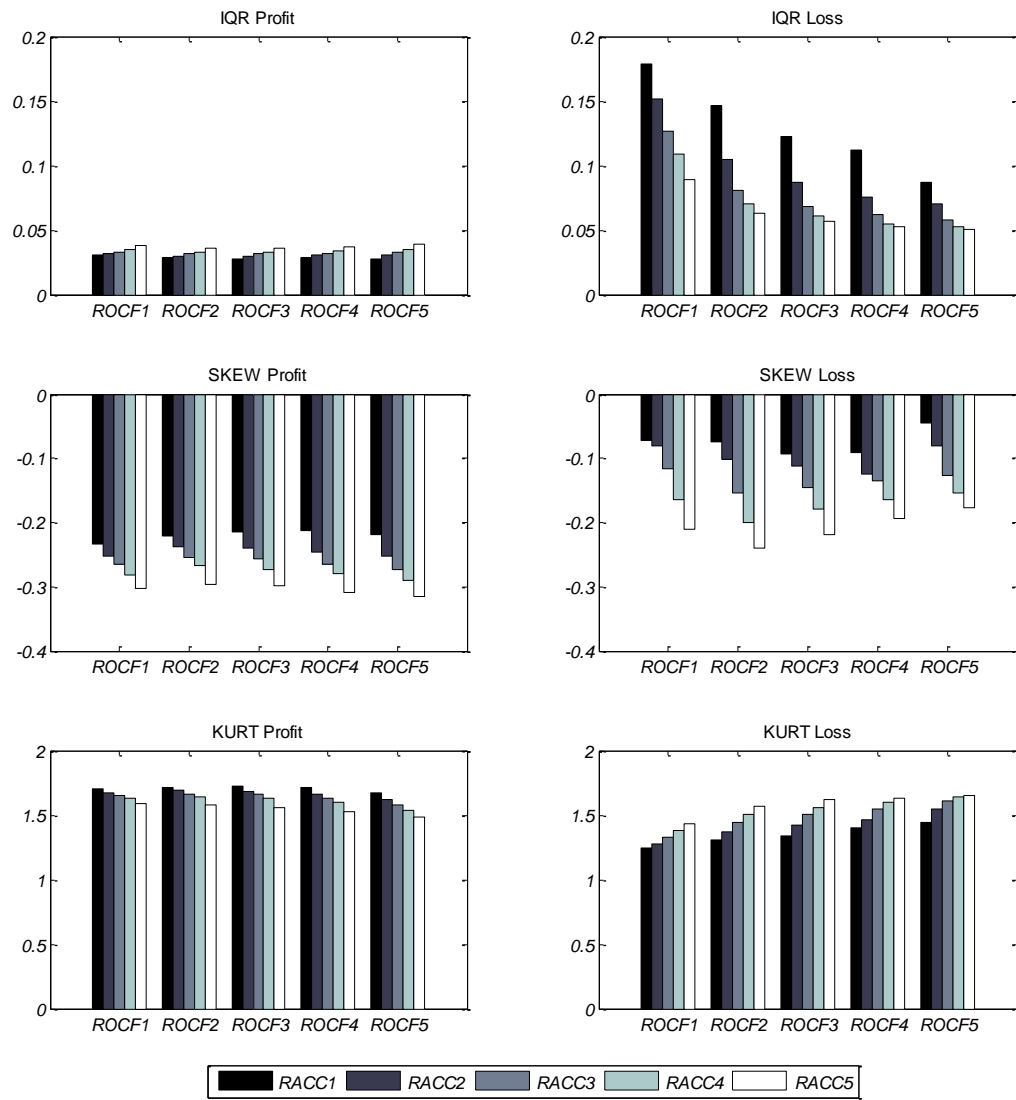 IQR Profit
0.2
0.15
0.1
0.05
0
ROCF1 ROCF2 ROCF3 ROCF4 ROCF5
IQR Loss
0.2
0.15
0.1
0.05
0
ROCF1 ROCF2 ROCF3 ROCF4 ROCF5
SKEW Profit
0
-0.1
-0.2
-0.3
-0.4
ROCF1 ROCF2 ROCF3 ROCF4 ROCF5
SKEW Loss
0
-0.1
-0.2
-0.3
-0.4
ROCF1 ROCF2 ROCF3 ROCF4 ROCF5
KURT Profit
2
1.5
1
0.5
0
ROCF1 ROCF2 ROCF3 ROCF4 ROCF5
KURT Loss
2
1.5
1
0.5
0
ROCF1 ROCF2 ROCF3 ROCF4 ROCF5
RACC1 RACC2 RACC3 RACC4 RACC5